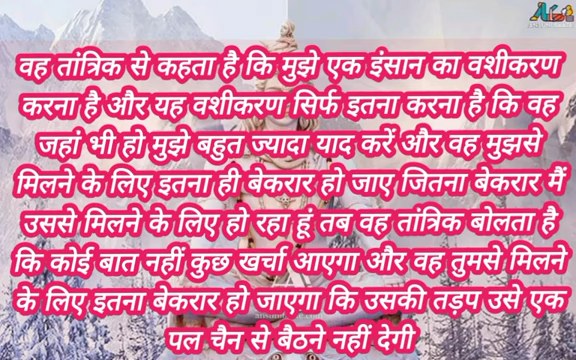 वह तांत्रिक से कहता है कि मुझे एक इंसान का वशीकरण
करना है और यह वशीकरण सिर्फ इतना करना है कि वह
जहां भी हो मुझे बहुत ज्यादा याद करें और वह मुझसे
मिलने के लिए इतना ही बेकरार हो जाए जितना बेकरार मैं
उससे मिलने के लिए हो रहा हूं तब वह तांत्रिक बोलता है
कि कोई बात नहीं कुछ खर्चा आएगा और वह तुमसे मिलने
के लिए इतना बेकरार हो जाएगा कि उसकी तड़प उसे एक
पल चैन से बैठने नहीं देगी